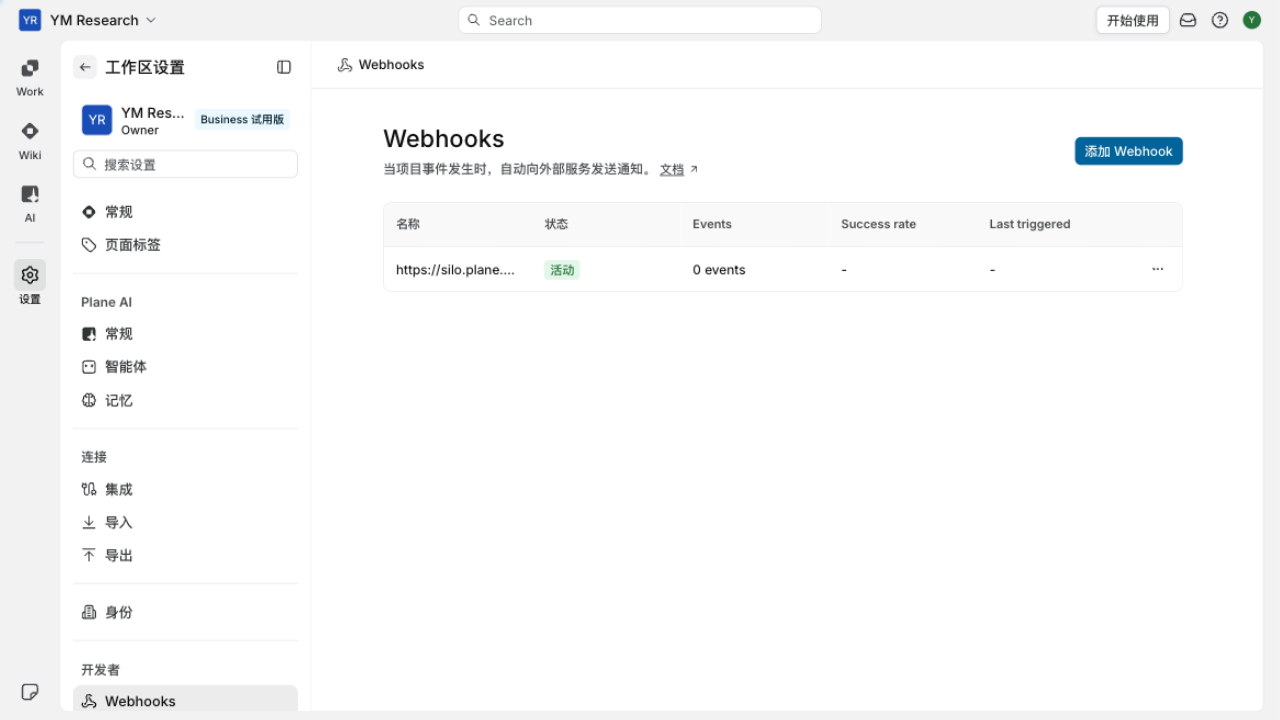 YR YM Research
Search
开始使用
Y
Work
Wiki
AI
设置
工作区设置
YR
YM Res...
Owner
Business 试用版
搜索设置
常规
页面标签
Plane AI
常规
智能体
记忆
连接
集成
导入
导出
身份
开发者
Webhooks
Webhooks
Webhooks
当项目事件发生时，自动向外部服务发送通知。 文档
添加 Webhook
名称 状态 Events Success rate Last triggered
https://silo.plane.... 活动 0 events - -